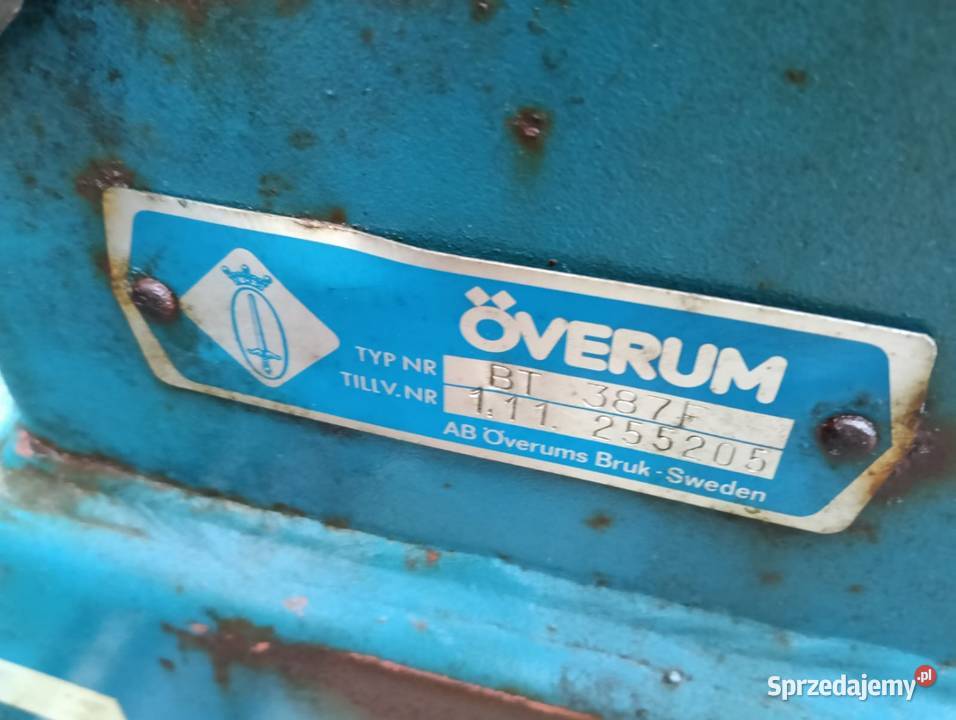 ÖVERUM
TYP NR BT 387F
TILLV. NR 1.11. 255205
AB Överums Bruk - Sweden
Sprzedajemy.pl